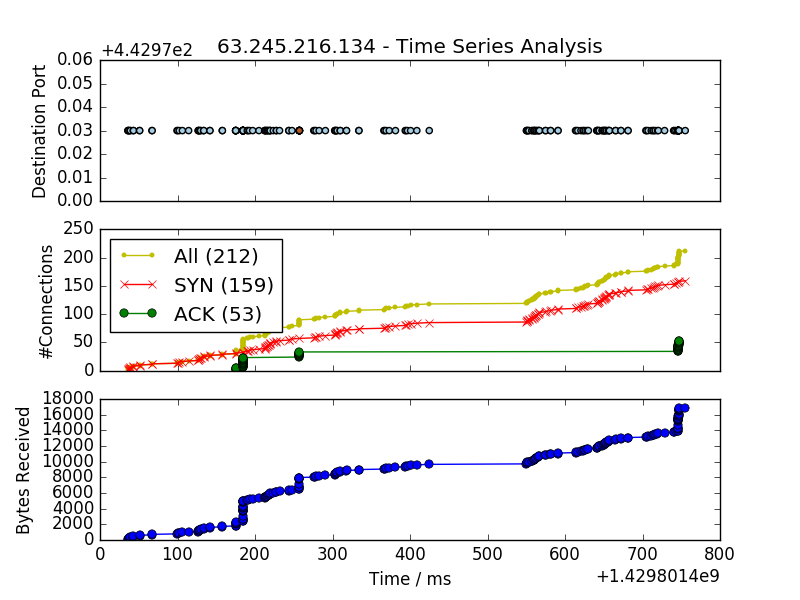 +4.4297e2
63.245.216.134 - Time Series Analysis
0.06
0.05
0.04
0.03
0.02
0.01
0.00
Destination Port
250
200
150
100
50
0
#Connections
All (212)
SYN (159)
ACK (53)
18000
16000
14000
12000
10000
8000
6000
4000
2000
0
Bytes Received
0 100 200 300 400 500 600 700 800
Time / ms
+1.4298014e9